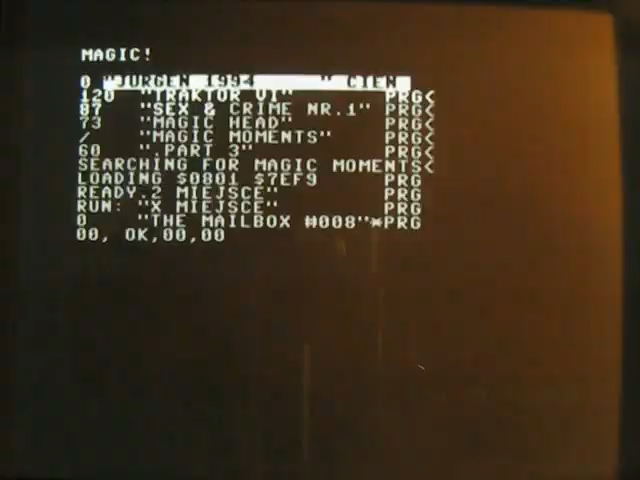 MAGIC!
0 "JURGEN 1994 " CIEN
120 "TRAKTOR V1" PRG<
87 "SEX & CRIME NR.1" PRG<
73 "MAGIC HEAD" PRG<
/ "MAGIC MOMENTS" PRG<
60 ".PART 3" PRG<
SEARCHING FOR MAGIC MOMENTS<
LOADING $0801 $7EF9 PRG
READY.2 MIEJSCE" PRG
RUN: "X MIEJSCE" PRG
0 "THE MAILBOX #008"*PRG
00, OK,00,00